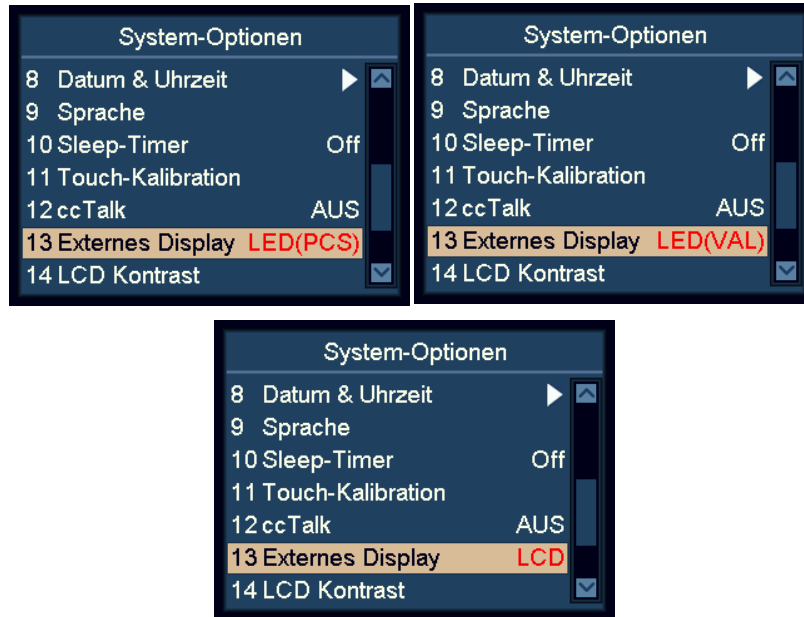 System-Optionen
8 Datum & Uhrzeit
9 Sprache
10 Sleep-Timer Off
11 Touch-Kalibration
12 ccTalk AUS
13 Externes Display LED(PCS)
14 LCD Kontrast
System-Optionen
8 Datum & Uhrzeit
9 Sprache
10 Sleep-Timer Off
11 Touch-Kalibration
12 ccTalk AUS
13 Externes Display LED(VAL)
14 LCD Kontrast
System-Optionen
8 Datum & Uhrzeit
9 Sprache
10 Sleep-Timer Off
11 Touch-Kalibration
12 ccTalk AUS
13 Externes Display LCD
14 LCD Kontrast